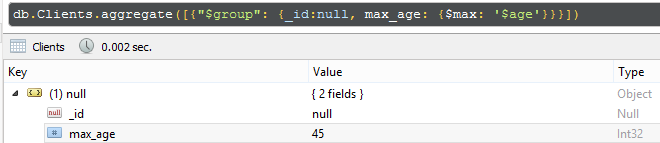 db.Clients.aggregate([{"$group": {_id:null, max_age: {$max: '$age'}}}])
Clients 0.002 sec.
Key Value Type
(1) null { 2 fields } Object
null _id null Null
# max_age 45 Int32